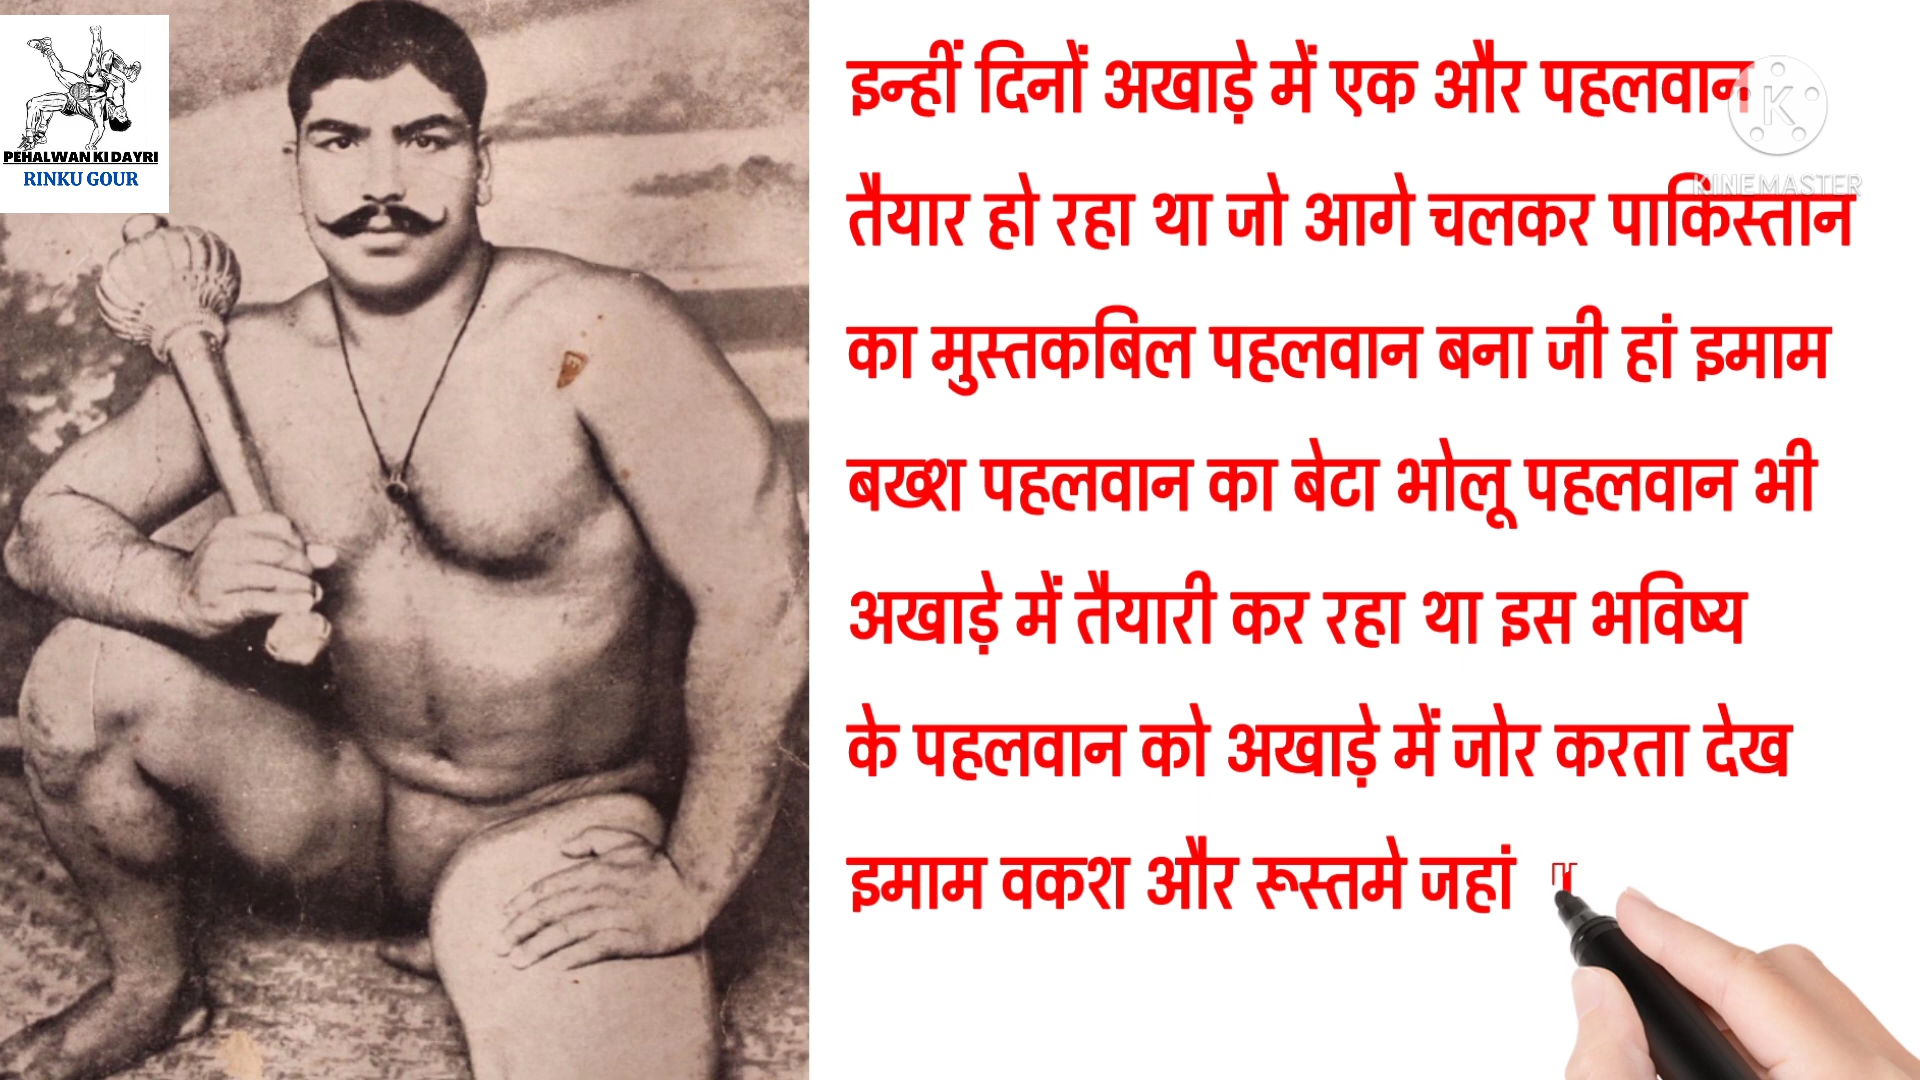 PEHALWAN KI DAYRI
RINKU GOUR
इन्हीं दिनों अखाड़े में एक और पहलवान
KINEMASTER
तैयार हो रहा था जो आगे चलकर पाकिस्तान
का मुस्तकबिल पहलवान बना जी हां इमाम
बख्श पहलवान का बेटा भोलू पहलवान भी
अखाड़े में तैयारी कर रहा था इस भविष्य
के पहलवान को अखाड़े में जोर करता देख
इमाम वकश और रूस्तमे जहां